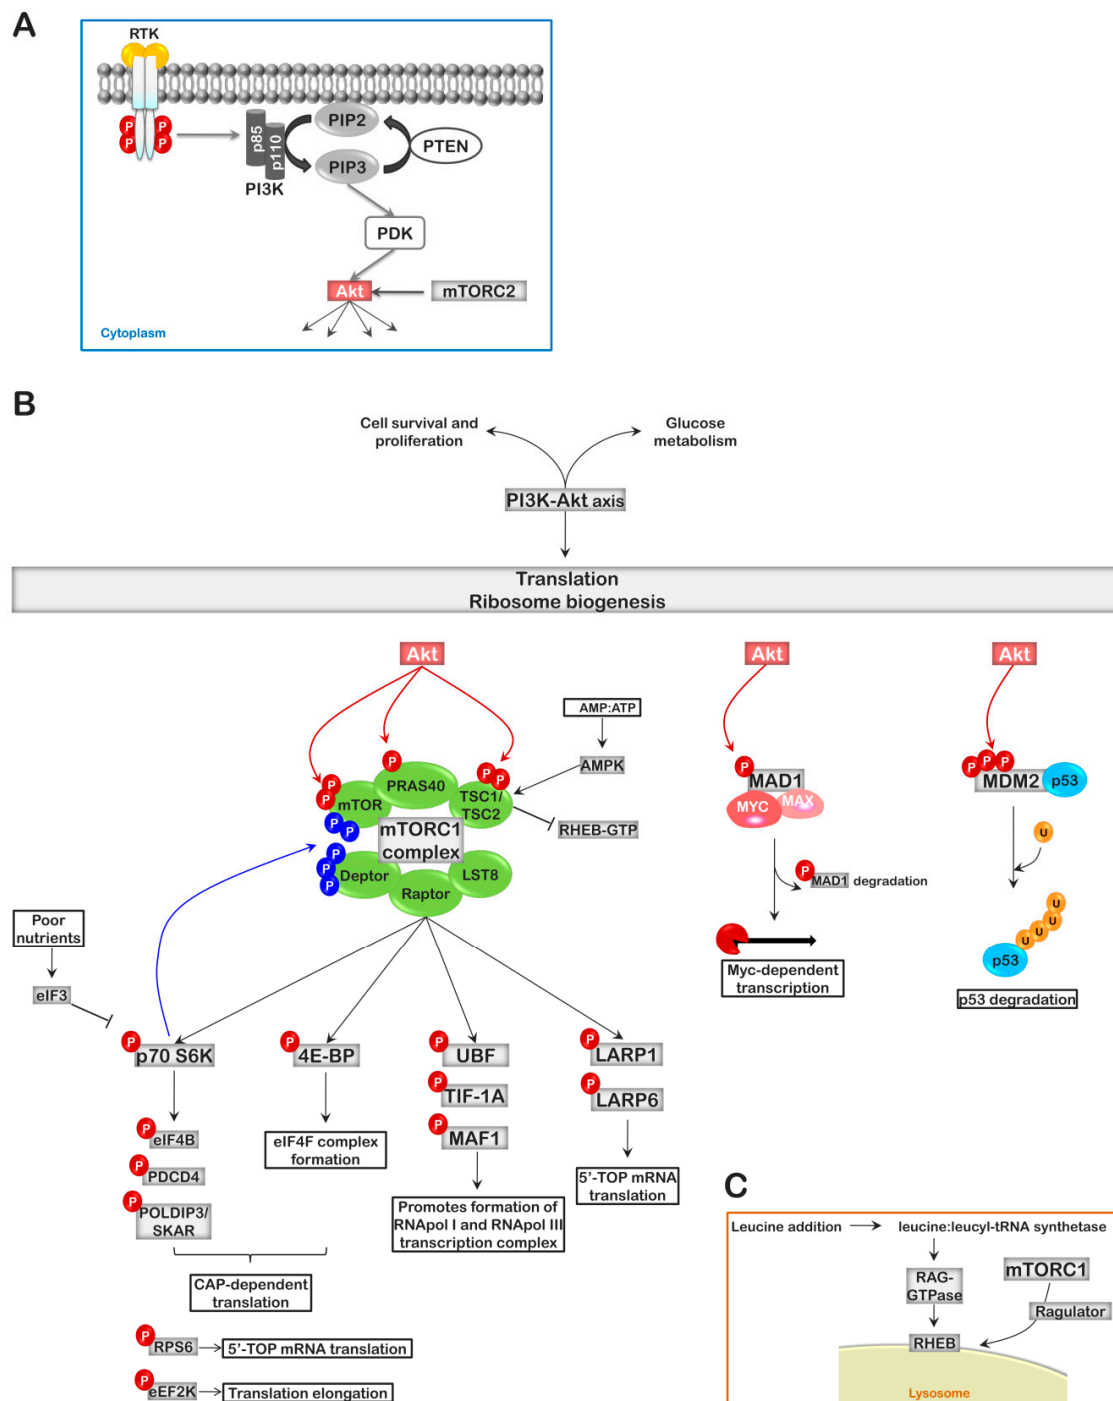 A
RTK
P P
P P
p85
p110
PI3K
PIP2
PIP3
PTEN
PDK
Akt
mTORC2
Cytoplasm
B
Cell survival and
proliferation
Glucose
metabolism
PI3K-Akt axis
Translation
Ribosome biogenesis
Akt
Akt
Akt
AMP:ATP
AMPK
P
PRAS40
P P
TSC1/
TSC2
P
P
mTOR
P
P
RHEB-GTP
mTORC1
complex
P
P
P
Deptor
Raptor
LST8
P
MAD1
MYC
MAX
P
MAD1 degradation
Myc-dependent
transcription
P P P
MDM2
p53
U
U
U
U
U
p53
p53 degradation
Poor
nutrients
eIF3
P
p70 S6K
P
4E-BP
P
UBF
P
LARP1
P
TIF-1A
P
LARP6
P
MAF1
P
eIF4B
P
PDCD4
P
POLDIP3/
SKAR
eIF4F complex
formation
Promotes formation of
RNApol I and RNApol III
transcription complex
5'-TOP mRNA
translation
CAP-dependent
translation
P
RPS6
5'-TOP mRNA translation
P
eEF2K
Translation elongation
C
Leucine addition
leucine:leucyl-tRNA synthetase
RAG-
GTPase
mTORC1
Ragulator
RHEB
Lysosome